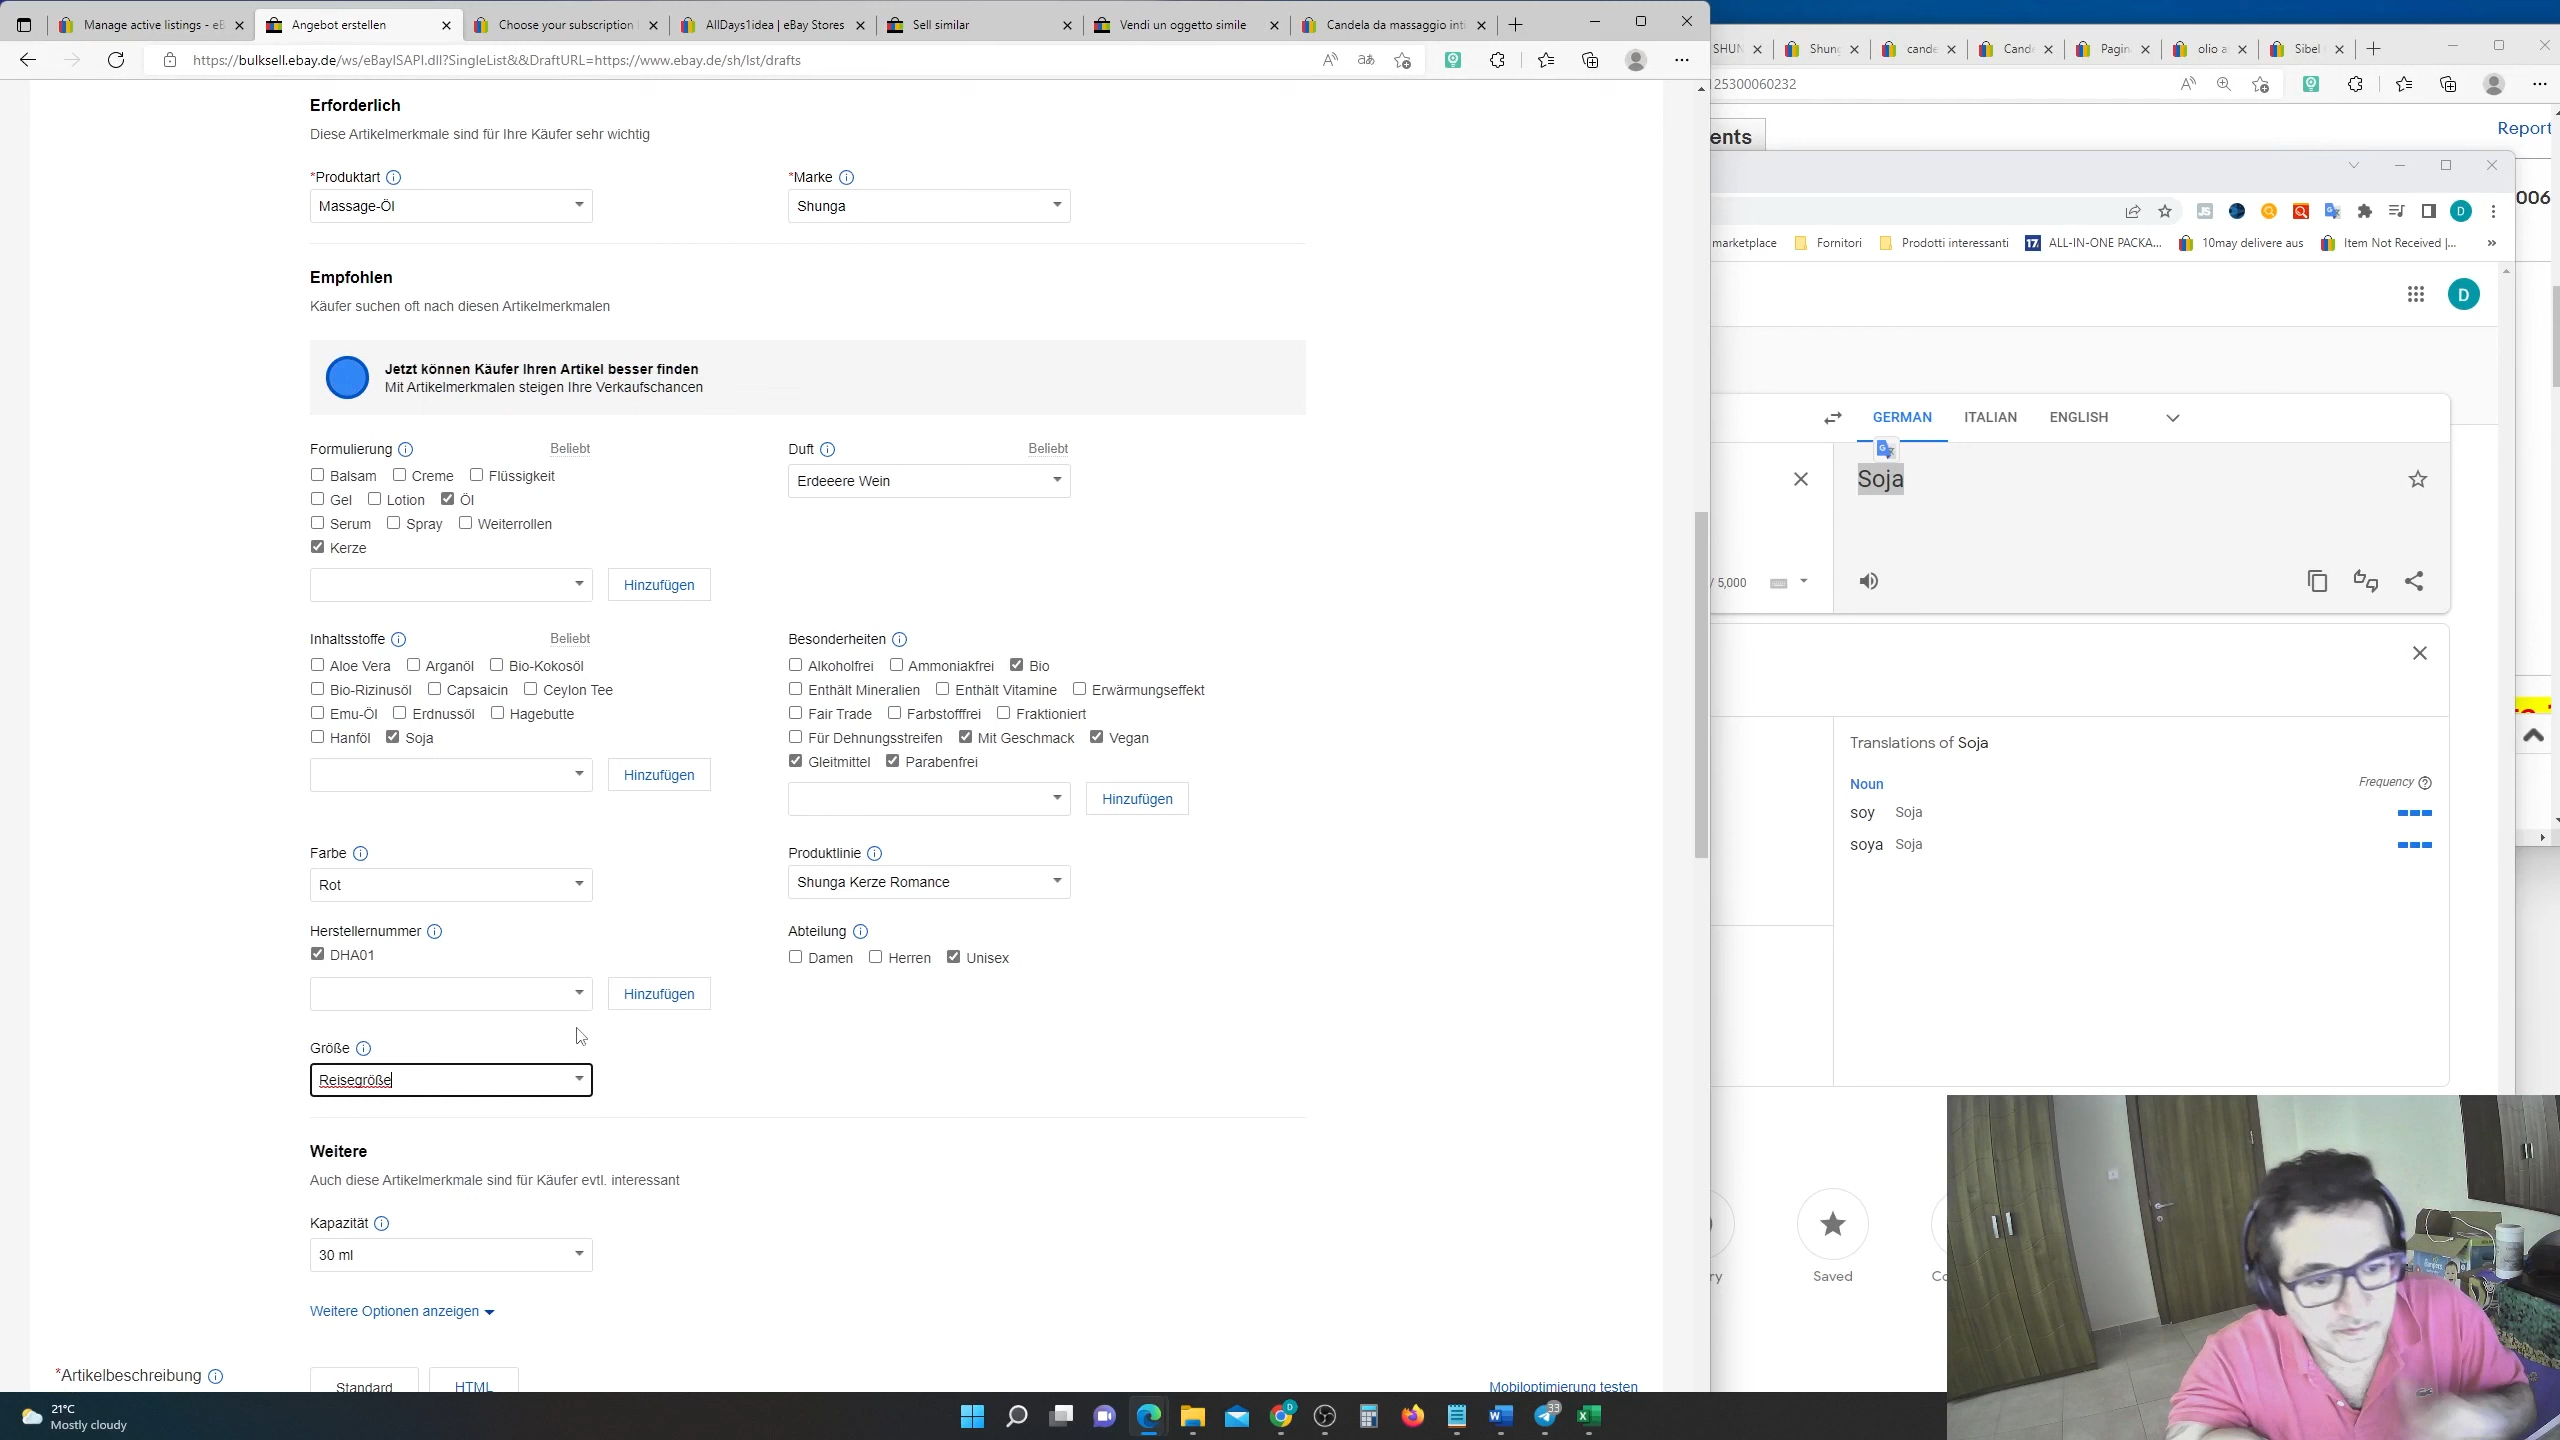 Manage active listings - eB
Angebot erstellen
Choose your subscription
AllDays1idea | eBay Stores
Sell similar
Vendi un oggetto simile
Candela da massaggio inti
https://bulksell.ebay.de/ws/eBayISAPI.dll?SingleList&&DraftURL=https://www.ebay.de/sh/lst/drafts
Erforderlich
Diese Artikelmerkmale sind für Ihre Käufer sehr wichtig
*Produktart
*Marke
Massage-Öl
Shunga
Empfohlen
Käufer suchen oft nach diesen Artikelmerkmalen
Jetzt können Käufer Ihren Artikel besser finden
Mit Artikelmerkmalen steigen Ihre Verkaufschancen
Formulierung
Beliebt
Balsam Creme Flüssigkeit
Gel Lotion Öl
Serum Spray Weiterrollen
Kerze
Hinzufügen
Duft
Beliebt
Erdeeere Wein
Inhaltsstoffe
Beliebt
Aloe Vera Arganöl Bio-Kokosöl
Bio-Rizinusöl Capsaicin Ceylon Tee
Emu-Öl Erdnussöl Hagebutte
Hanföl Soja
Hinzufügen
Besonderheiten
Alkoholfrei Ammoniakfrei Bio
Enthält Mineralien Enthält Vitamine Erwärmungseffekt
Fair Trade Farbstofffrei Fraktioniert
Für Dehnungsstreifen Mit Geschmack Vegan
Gleitmittel Parabenfrei
Hinzufügen
Farbe
Rot
Produktlinie
Shunga Kerze Romance
Herstellernummer
DHA01
Hinzufügen
Abteilung
Damen Herren Unisex
Größe
Reisegröße
Weitere
Auch diese Artikelmerkmale sind für Käufer evtl. interessant
Kapazität
30 ml
Weitere Optionen anzeigen
*Artikelbeschreibung
Standard
HTML
Mobiloptimierung testen
SHUN
Shung
cande
Cand
Pagin
olio a
Sibel
125300060232
ents
Report
006
marketplace
Fornitori
Prodotti interessanti
ALL-IN-ONE PACKA...
10may delivere aus
Item Not Received |...
»
D
GERMAN
ITALIAN
ENGLISH
Soja
/ 5,000
Translations of Soja
Noun
Frequency
soy Soja
soya Soja
ry
Saved
Co
21°C
Mostly cloudy
33